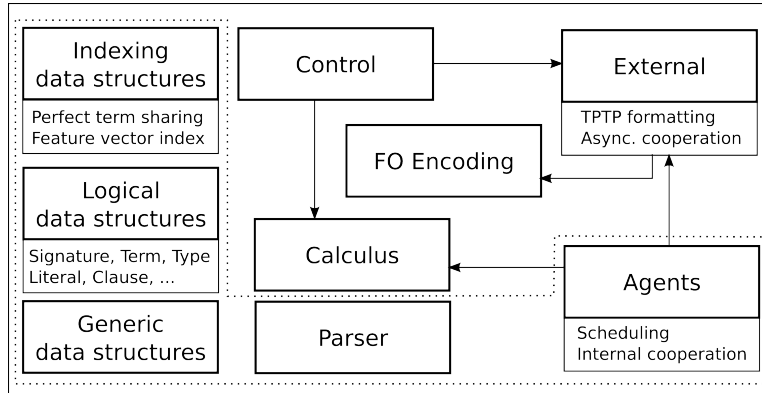 Indexing
data structures
Perfect term sharing
Feature vector index
Logical
data structures
Signature, Term, Type
Literal, Clause, ...
Generic
data structures
Control
External
TPTP formatting
Async. cooperation
FO Encoding
Calculus
Agents
Scheduling
Internal cooperation
Parser